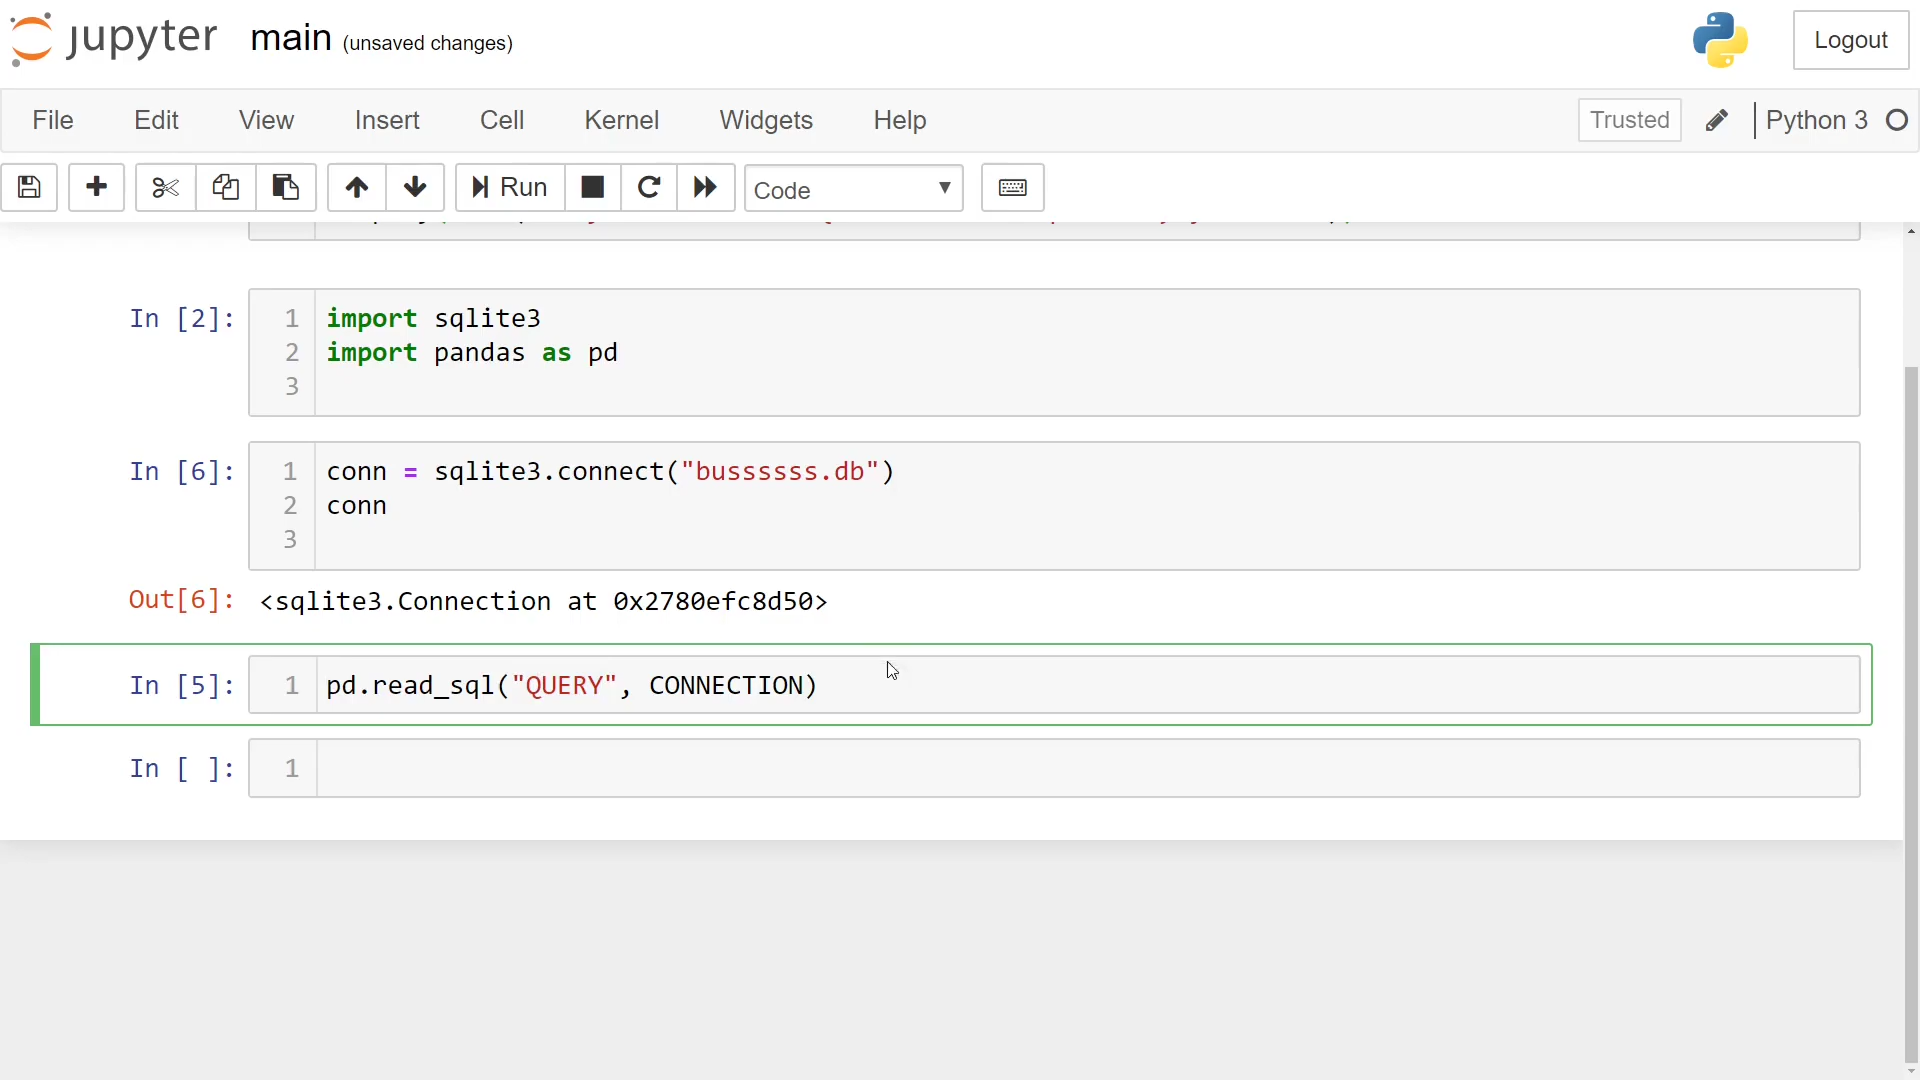 jupyter main (unsaved changes) Logout
File Edit View Insert Cell Kernel Widgets Help Trusted Python 3
Run Code
In [2]: 1 import sqlite3
2 import pandas as pd
3
In [6]: 1 conn = sqlite3.connect("bussssss.db")
2 conn
3
Out[6]: <sqlite3.Connection at 0x2780efc8d50>
In [5]: 1 pd.read_sql("QUERY", CONNECTION)
In [ ]: 1